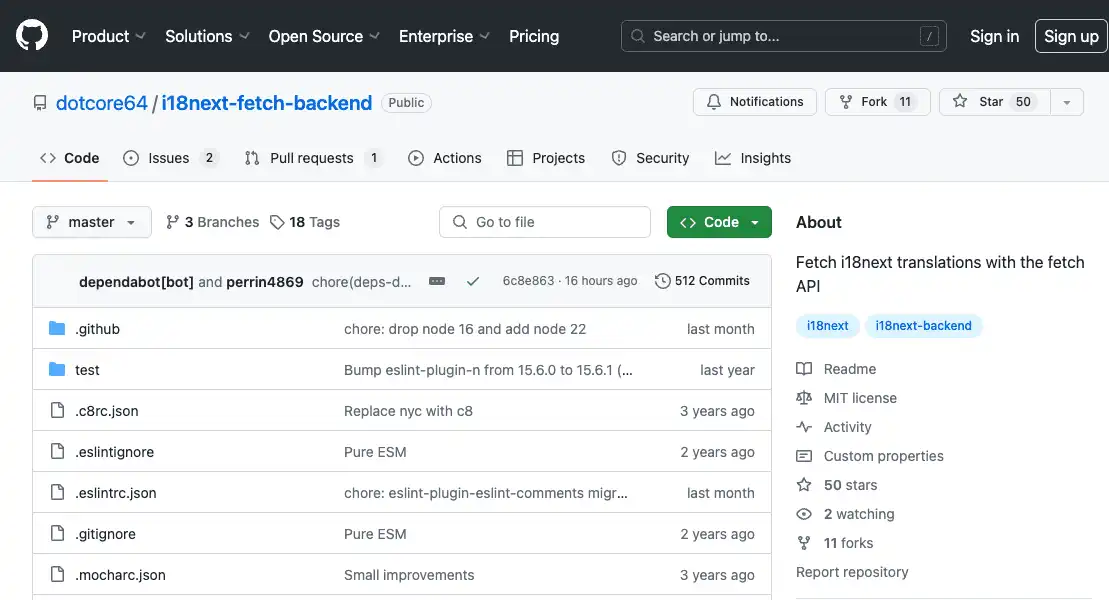 Product Solutions Open Source Enterprise Pricing Search or jump to... / Sign in Sign up
dotcore64 / i18next-fetch-backend Public Notifications Fork 11 Star 50
Code Issues 2 Pull requests 1 Actions Projects Security Insights
master 3 Branches 18 Tags Go to file Code
dependabot[bot] and perrin4869 chore(deps-d... 6c8e863 · 16 hours ago 512 Commits
.github chore: drop node 16 and add node 22 last month
test Bump eslint-plugin-n from 15.6.0 to 15.6.1 (... last year
.c8rc.json Replace nyc with c8 3 years ago
.eslintignore Pure ESM 2 years ago
.eslintrc.json chore: eslint-plugin-eslint-comments migr... last month
.gitignore Pure ESM 2 years ago
.mocharc.json Small improvements 3 years ago
About
Fetch i18next translations with the fetch
API
i18next i18next-backend
Readme
MIT license
Activity
Custom properties
50 stars
2 watching
11 forks
Report repository